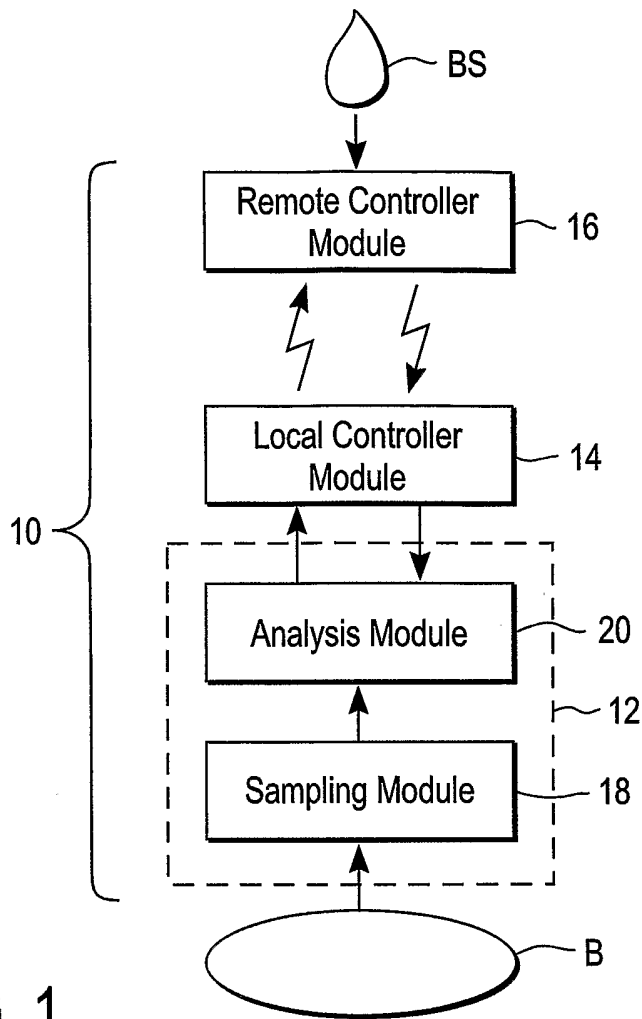 BS
Remote Controller
Module
16
Local Controller
Module
14
10
Analysis Module
20
12
Sampling Module
18
B
1